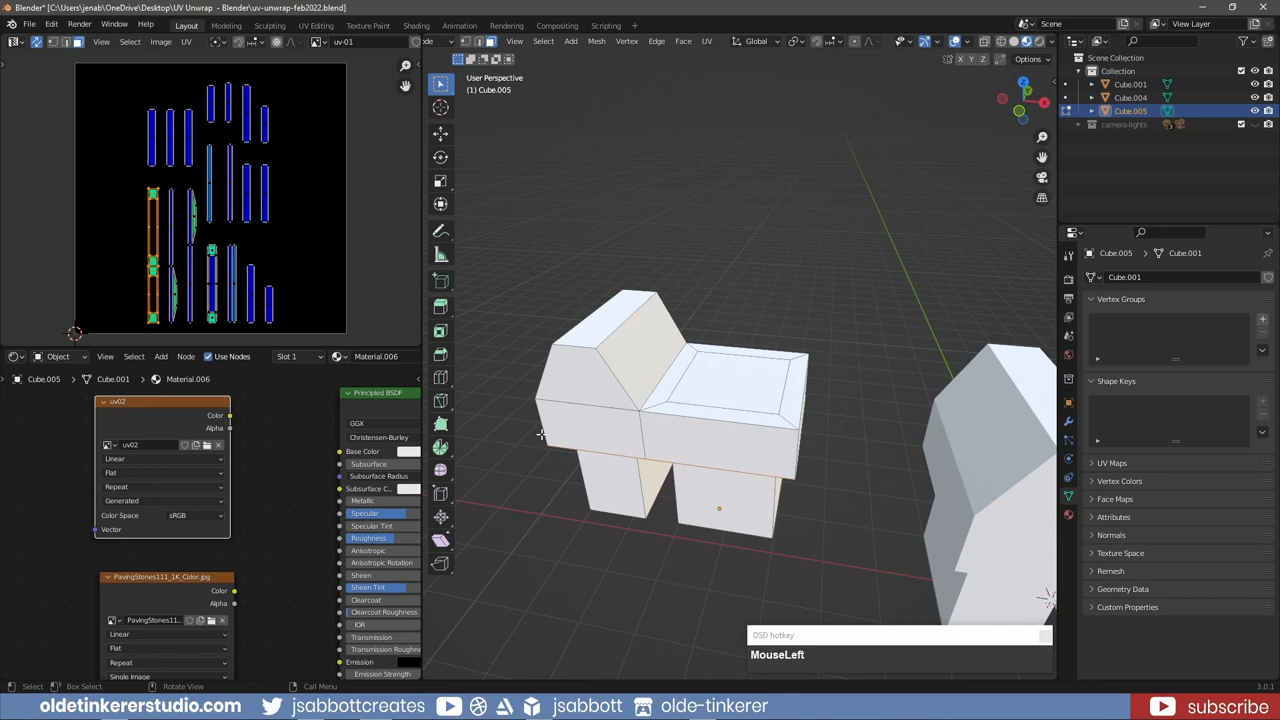 Blender* [C:\Users\jenab\OneDrive\Desktop\UV Unwrap - Blender\uv-unwrap-feb2022.blend]
File Edit Render Window Help Layout Modeling Sculpting UV Editing Texture Paint Shading Animation Rendering Compositing Scripting Scene View Layer
View Select Image UV uv-01 View Select Add Mesh Vertex Edge Face UV Global
X Y Z Options
User Perspective
(1) Cube.005
Scene Collection
Collection
Cube.001
Cube.004
Cube.005
camera-lights
Cube.005 Cube.001
Cube.001
Vertex Groups
Shape Keys
UV Maps
Vertex Colors
Face Maps
Attributes
Normals
Texture Space
Remesh
Geometry Data
Custom Properties
Object View Select Add Node Use Nodes Slot 1 Material.006
Cube.005 Cube.001 Material.006
uv02
Color
Alpha
uv02
Linear
Flat
Repeat
Generated
Color Space sRGB
Vector
PavingStones111_1K_Color.jpg
Color
Alpha
PavingStones11...
Linear
Flat
Repeat
Single Image
Principled BSDF
GGX
Christensen-Burley
Base Color
Subsurface
Subsurface Radius
Subsurface C...
Metallic
Specular
Specular Tint
Roughness
Anisotropic
Anisotropic Rotation
Sheen
Sheen Tint
Clearcoat
Clearcoat Roughness
IOR
Transmission
Transmission Roughne
Emission
Emission Strength
OSD hotkey
MouseLeft
Select Box Select Rotate View Call Menu 3.0.1
oldetinkererstudio.com jsabbottcreates jsabbott olde-tinkerer subscribe